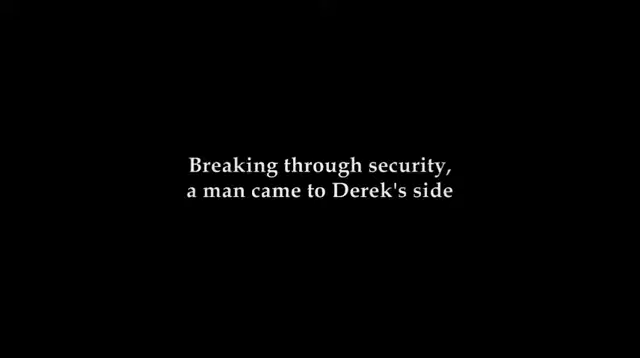 Breaking through security,
a man came to Derek's side